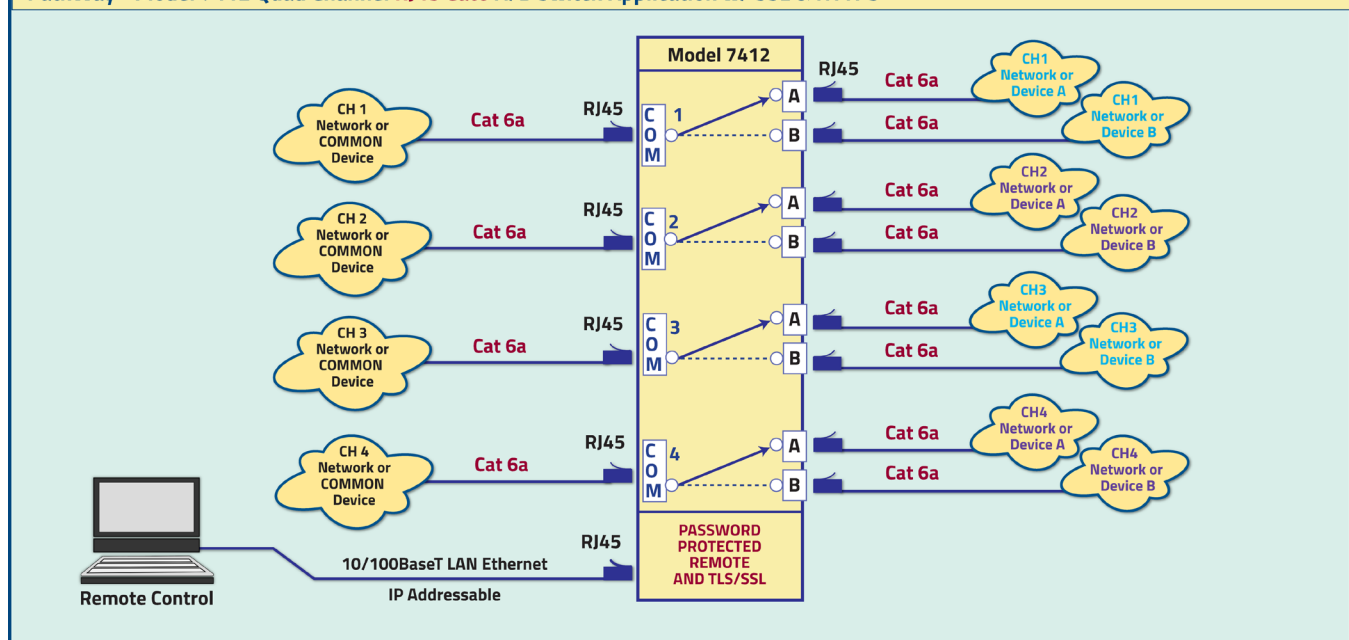 Model 7412
RJ45
CH 1
Network or
COMMON
Device
Cat 6a
RJ45
C
O
M
1
A
B
Cat 6a
CH1
Network or
Device A
Cat 6a
CH1
Network or
Device B
CH 2
Network or
COMMON
Device
Cat 6a
RJ45
C
O
M
2
A
B
Cat 6a
CH2
Network or
Device A
Cat 6a
CH2
Network or
Device B
CH 3
Network or
COMMON
Device
Cat 6a
RJ45
C
O
M
3
A
B
Cat 6a
CH3
Network or
Device A
Cat 6a
CH3
Network or
Device B
CH 4
Network or
COMMON
Device
Cat 6a
RJ45
C
O
M
4
A
B
Cat 6a
CH4
Network or
Device A
Cat 6a
CH4
Network or
Device B
Remote Control
10/100BaseT LAN Ethernet
IP Addressable
RJ45
PASSWORD
PROTECTED
REMOTE
AND TLS/SSL